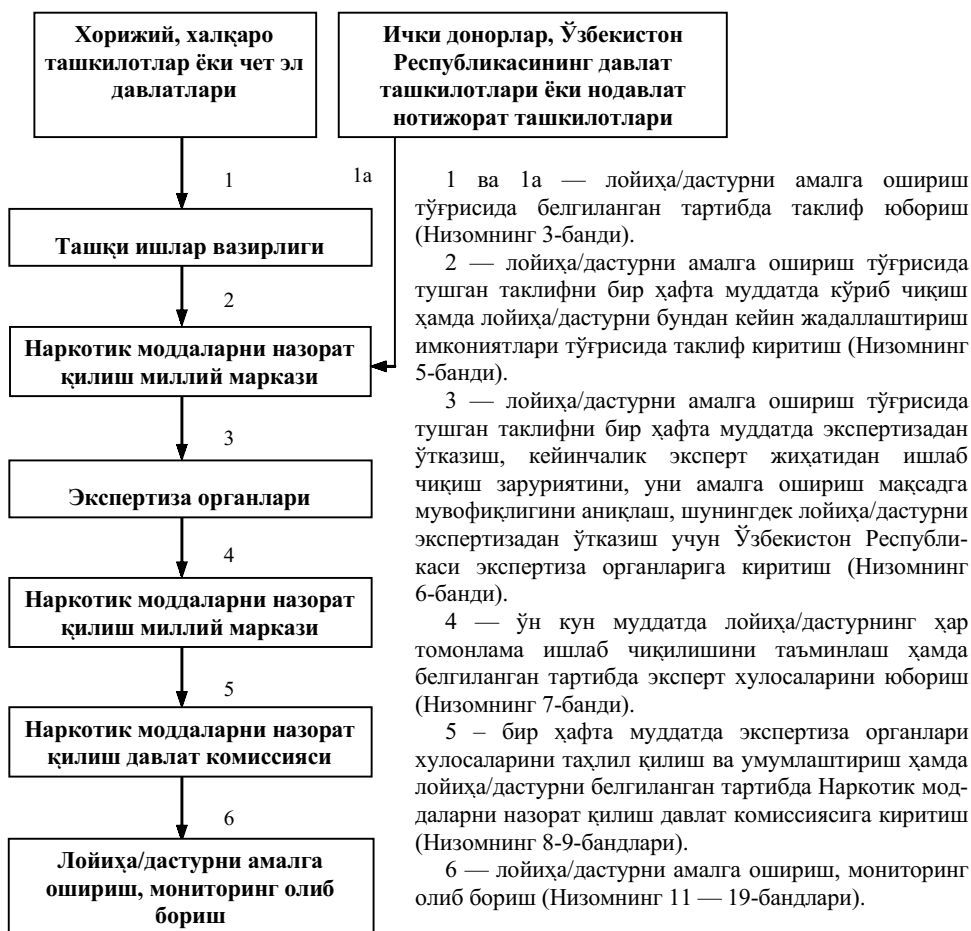 Хорижий, халқаро
ташкилотлар ёки чет эл
давлатлари
Ички донорлар, Ўзбекистон
Республикасининг давлат
ташкилотлари ёки нодавлат
нотижорат ташкилотлари
1
1а
Ташқи ишлар вазирлиги
2
Наркотик моддаларни назорат
қилиш миллий маркази
3
Экспертиза органлари
4
Наркотик моддаларни назорат
қилиш миллий маркази
5
Наркотик моддаларни назорат
қилиш давлат комиссияси
6
Лойиҳа/дастурни амалга
ошириш, мониторинг олиб
бориш
1 ва 1а — лойиҳа/дастурни амалга ошириш
тўғрисида белгиланган тартибда таклиф юбориш
(Низомнинг 3-банди).
2 — лойиҳа/дастурни амалга ошириш тўғрисида
тушган таклифни бир ҳафта муддатда кўриб чиқиш
ҳамда лойиҳа/дастурни бундан кейин жадаллаштириш
имкониятлари тўғрисида таклиф киритиш (Низомнинг
5-банди).
3 — лойиҳа/дастурни амалга ошириш тўғрисида
тушган таклифни бир ҳафта муддатда экспертизадан
ўтказиш, кейинчалик эксперт жиҳатидан ишлаб
чиқиш заруриятини, уни амалга ошириш мақсадга
мувофиқлигини аниқлаш, шунингдек лойиҳа/дастурни
экспертизадан ўтказиш учун Ўзбекистон Республи-
каси экспертиза органларига киритиш (Низомнинг
6-банди).
4 — ўн кун муддатда лойиҳа/дастурнинг ҳар
томонлама ишлаб чиқилишини таъминлаш ҳамда
белгиланган тартибда эксперт хулосаларини юбориш
(Низомнинг 7-банди).
5 – бир ҳафта муддатда экспертиза органлари
хулосаларини таҳлил қилиш ва умумлаштириш ҳамда
лойиҳа/дастурни белгиланган тартибда Наркотик мод-
даларни назорат қилиш давлат комиссиясига киритиш
(Низомнинг 8-9-бандлари).
6 — лойиҳа/дастурни амалга ошириш, мониторинг
олиб бориш (Низомнинг 11 — 19-бандлари).